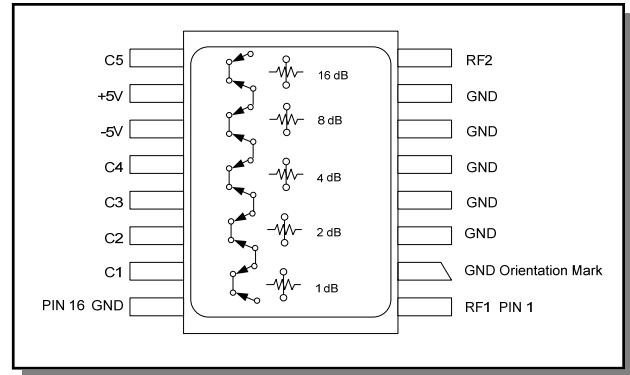 C5
+5V
-5V
C4
C3
C2
C1
PIN 16 GND
16 dB
8 dB
4 dB
2 dB
1 dB
RF2
GND
GND
GND
GND
GND
GND Orientation Mark
RF1 PIN 1